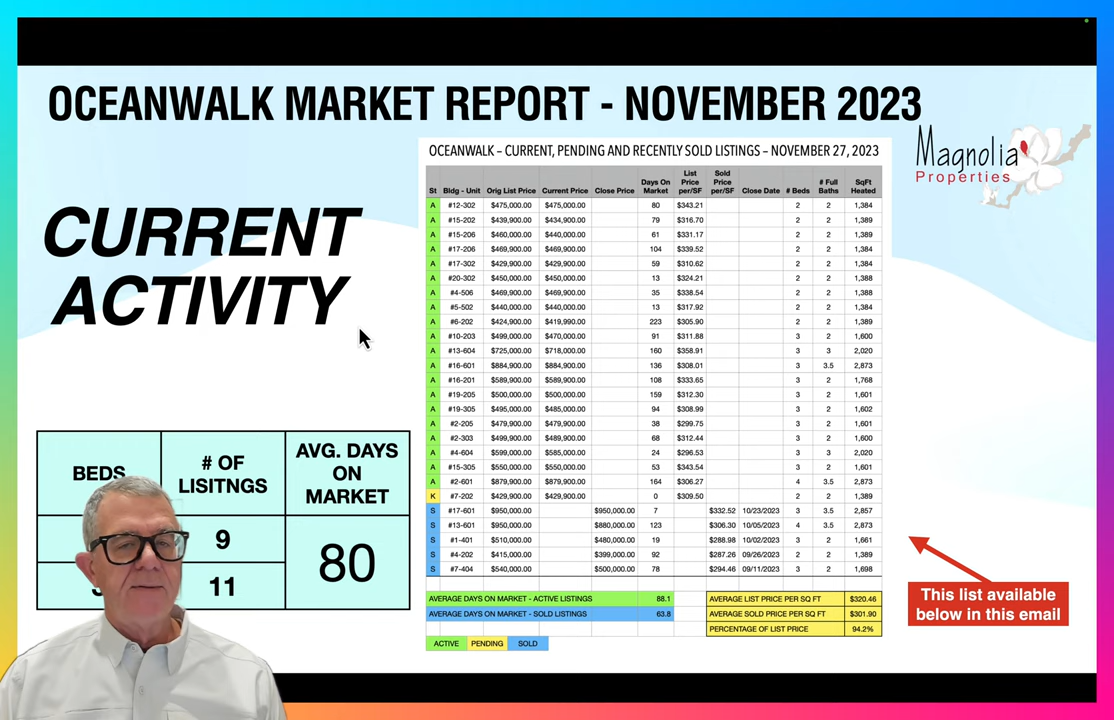 OCEANWALK MARKET REPORT - NOVEMBER 2023
Magnolia
Properties
CURRENT
ACTIVITY
OCEANWALK – CURRENT, PENDING AND RECENTLY SOLD LISTINGS – NOVEMBER 27, 2023
St Bldg - Unit Orig List Price Current Price Close Price Days On Market List Price per/SF Sold Price per/SF Close Date # Beds # Full Baths SqFt Heated
A #12-302 $475,000.00 $475,000.00 80 $343.21 2 2 1,384
A #15-202 $439,900.00 $434,900.00 79 $316.70 2 2 1,389
A #15-206 $460,000.00 $440,000.00 61 $331.17 2 2 1,389
A #17-206 $469,900.00 $469,900.00 104 $339.52 2 2 1,384
A #17-302 $429,900.00 $429,900.00 59 $310.62 2 2 1,384
A #20-302 $450,000.00 $450,000.00 13 $324.21 2 2 1,388
A #4-506 $469,900.00 $469,900.00 35 $338.54 2 2 1,388
A #5-502 $440,000.00 $440,000.00 13 $317.92 2 2 1,384
A #6-202 $424,900.00 $419,990.00 223 $305.90 2 2 1,389
A #10-203 $499,000.00 $470,000.00 91 $311.88 3 2 1,600
A #13-604 $725,000.00 $718,000.00 160 $358.91 3 3 2,020
A #16-601 $884,900.00 $884,900.00 136 $308.01 3 3.5 2,873
A #16-201 $589,900.00 $589,900.00 108 $333.65 3 2 1,768
A #19-205 $500,000.00 $500,000.00 159 $312.30 3 2 1,601
A #19-305 $495,000.00 $485,000.00 94 $308.99 3 2 1,602
A #2-205 $479,900.00 $479,900.00 38 $299.75 3 2 1,601
A #2-303 $499,900.00 $489,900.00 68 $312.44 3 2 1,600
A #4-604 $599,000.00 $585,000.00 24 $296.53 3 3 2,020
A #15-305 $550,000.00 $550,000.00 53 $343.54 3 2 1,601
A #2-601 $879,900.00 $879,900.00 164 $306.27 4 3.5 2,873
K #7-202 $429,900.00 $429,900.00 0 $309.50 2 2 1,389
S #17-601 $950,000.00 $950,000.00 7 $332.52 10/23/2023 3 3.5 2,857
S #13-601 $950,000.00 $880,000.00 123 $306.30 10/05/2023 4 3.5 2,873
S #1-401 $510,000.00 $480,000.00 19 $288.98 10/02/2023 3 2 1,661
S #4-202 $415,000.00 $399,000.00 92 $287.26 09/26/2023 2 2 1,389
S #7-404 $540,000.00 $500,000.00 78 $294.46 09/11/2023 3 2 1,698
AVERAGE DAYS ON MARKET - ACTIVE LISTINGS 88.1 AVERAGE LIST PRICE PER SQ FT $320.46
AVERAGE DAYS ON MARKET - SOLD LISTINGS 63.8 AVERAGE SOLD PRICE PER SQ FT $301.90
PERCENTAGE OF LIST PRICE 94.2%
ACTIVE PENDING SOLD
BEDS # OF LISITNGS AVG. DAYS ON MARKET
9 80
11
This list available
below in this email